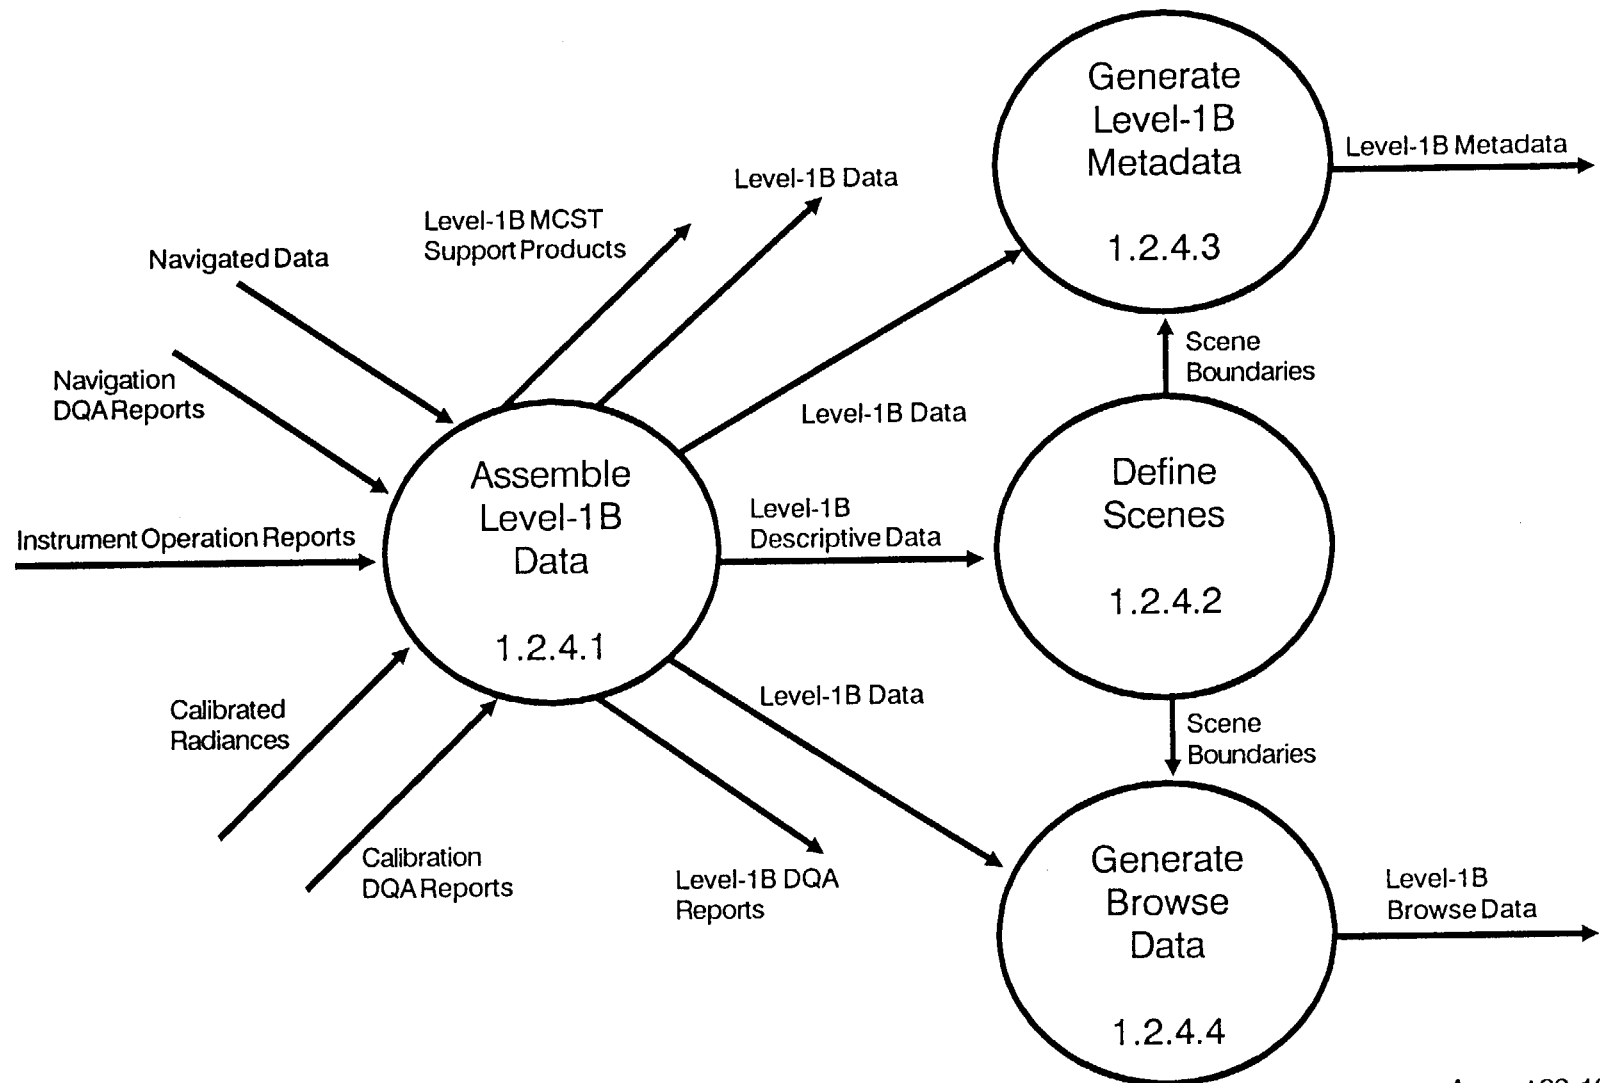 Generate
Level-1B
Metadata
1.2.4.3
Level-1B Metadata
Level-1B Data
Level-1B MCST
Support Products
Navigated Data
Scene
Boundaries
Navigation
DQA Reports
Level-1B Data
Assemble
Level-1B
Data
1.2.4.1
Define
Scenes
1.2.4.2
Level-1B
Descriptive Data
Instrument Operation Reports
Level-1B Data
Calibrated
Radiances
Scene
Boundaries
Calibration
DQA Reports
Level-1B DQA
Reports
Generate
Browse
Data
1.2.4.4
Level-1B
Browse Data